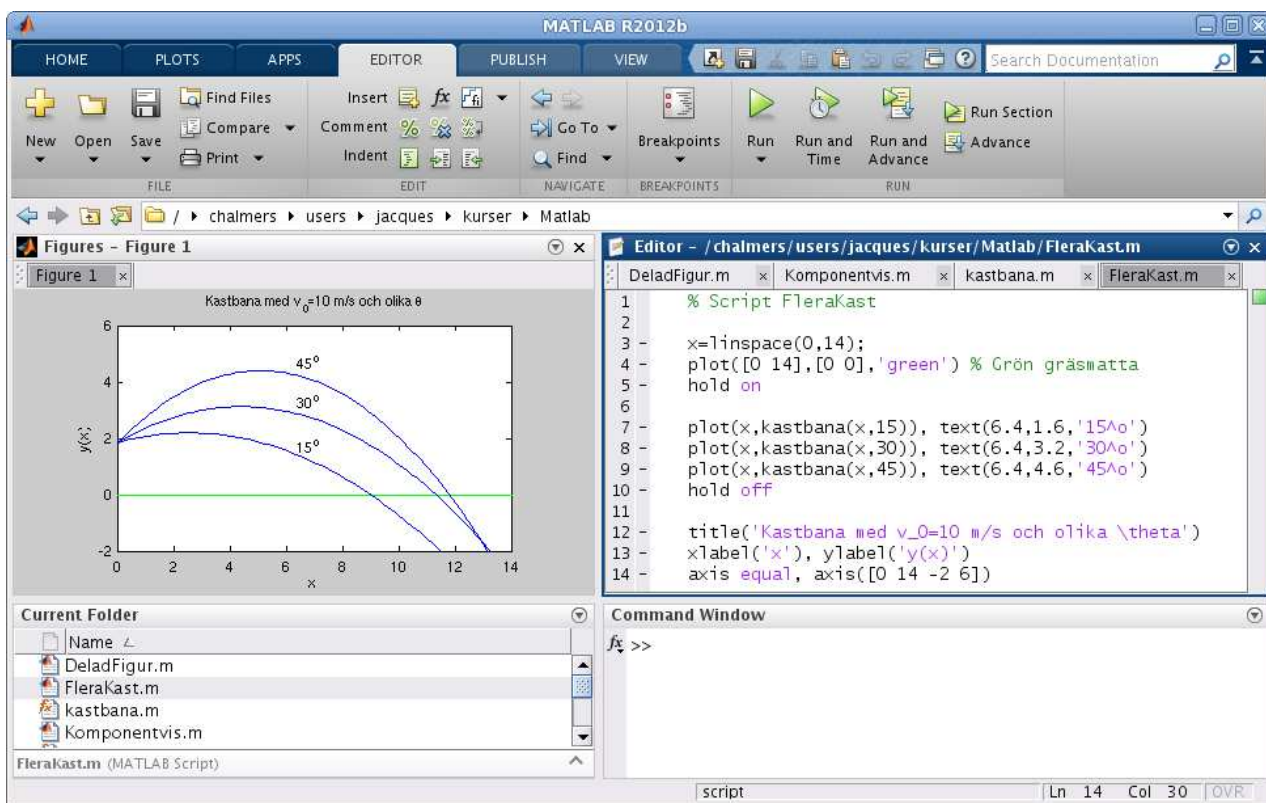 MATLAB R2012b
HOME PLOTS APPS EDITOR PUBLISH VIEW Search Documentation
New Open Save Find Files Compare Print
Insert fx
Comment
Indent
Go To
Find
Breakpoints
Run Run and Time Run and Advance Run Section Advance
FILE EDIT NAVIGATE BREAKPOINTS RUN
/ chalmers users jacques kurser Matlab
Figures - Figure 1
Figure 1
Kastbana med v_0=10 m/s och olika θ
6
4
2
0
-2
y(x)
45°
30°
15°
0 2 4 6 8 10 12 14
x
Editor - /chalmers/users/jacques/kurser/Matlab/FleraKast.m
DeladFigur.m Komponentvis.m kastbana.m FleraKast.m
1 % Script FleraKast
2
3 - x=linspace(0,14);
4 - plot([0 14],[0 0],'green') % Grön gräsmatta
5 - hold on
6
7 - plot(x,kastbana(x,15)), text(6.4,1.6,'15^o')
8 - plot(x,kastbana(x,30)), text(6.4,3.2,'30^o')
9 - plot(x,kastbana(x,45)), text(6.4,4.6,'45^o')
10 - hold off
11
12 - title('Kastbana med v_0=10 m/s och olika \theta')
13 - xlabel('x'), ylabel('y(x)')
14 - axis equal, axis([0 14 -2 6])
Current Folder
Name
DeladFigur.m
FleraKast.m
kastbana.m
Komponentvis.m
FleraKast.m (MATLAB Script)
Command Window
fx >>
script Ln 14 Col 30 OVR